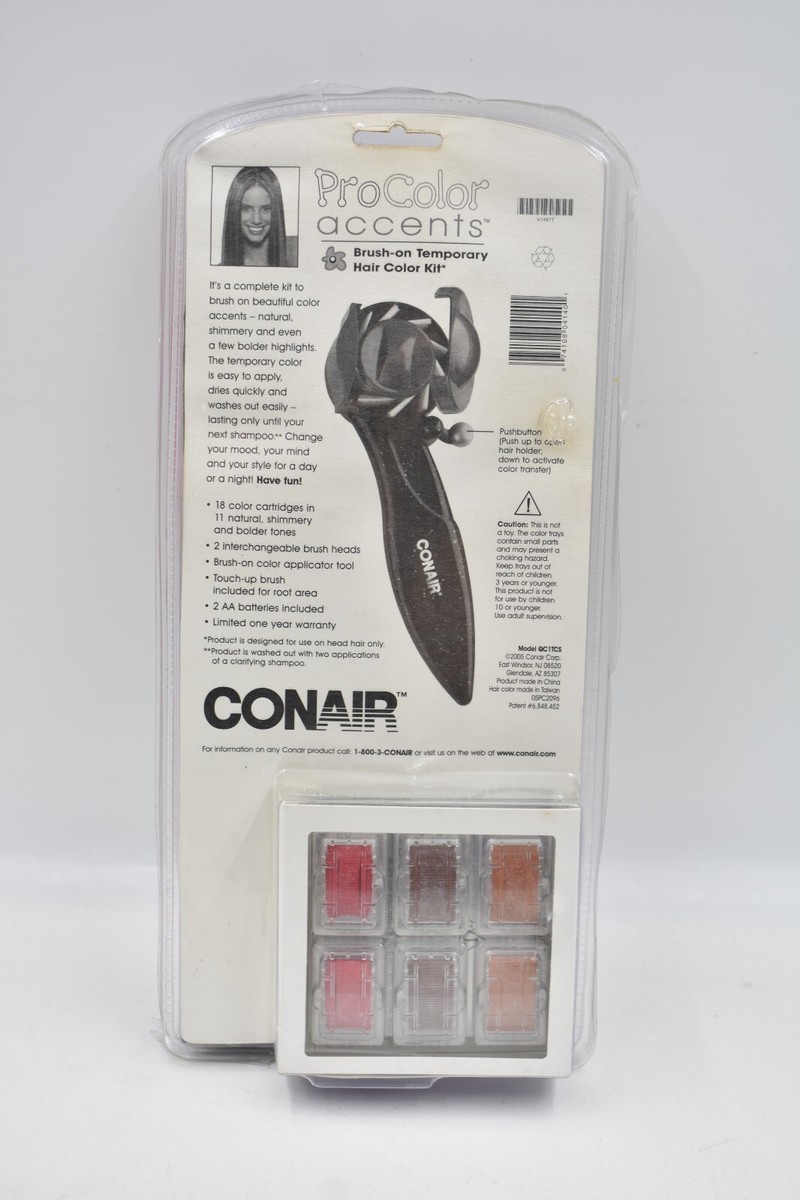 ProColor
accents™
Brush-on Temporary
Hair Color Kit*
V1487T
It's a complete kit to
brush on beautiful color
accents – natural,
shimmery and even
a few bolder highlights.
The temporary color
is easy to apply,
dries quickly and
washes out easily –
lasting only until your
next shampoo.** Change
your mood, your mind
and your style for a day
or a night! Have fun!
• 18 color cartridges in
11 natural, shimmery
and bolder tones
• 2 interchangeable brush heads
• Brush-on color applicator tool
• Touch-up brush
included for root area
• 2 AA batteries included
• Limited one year warranty
*Product is designed for use on head hair only.
**Product is washed out with two applications
of a clarifying shampoo.
CONAIR
Pushbutton
(Push up to open
hair holder;
down to activate
color transfer)
Caution: This is not
a toy. The color trays
contain small parts
and may present a
choking hazard.
Keep trays out of
reach of children
3 years or younger.
This product is not
for use by children
10 or younger.
Use adult supervision.
Model QC1TCS
©2005 Conair Corp.
East Windsor, NJ 08520
Glendale, AZ 85307
Product made in China
Hair color made in Taiwan
05PC2096
Patent #6,848,452
CONAIR™
For information on any Conair product call: 1-800-3-CONAIR or visit us on the web at www.conair.com